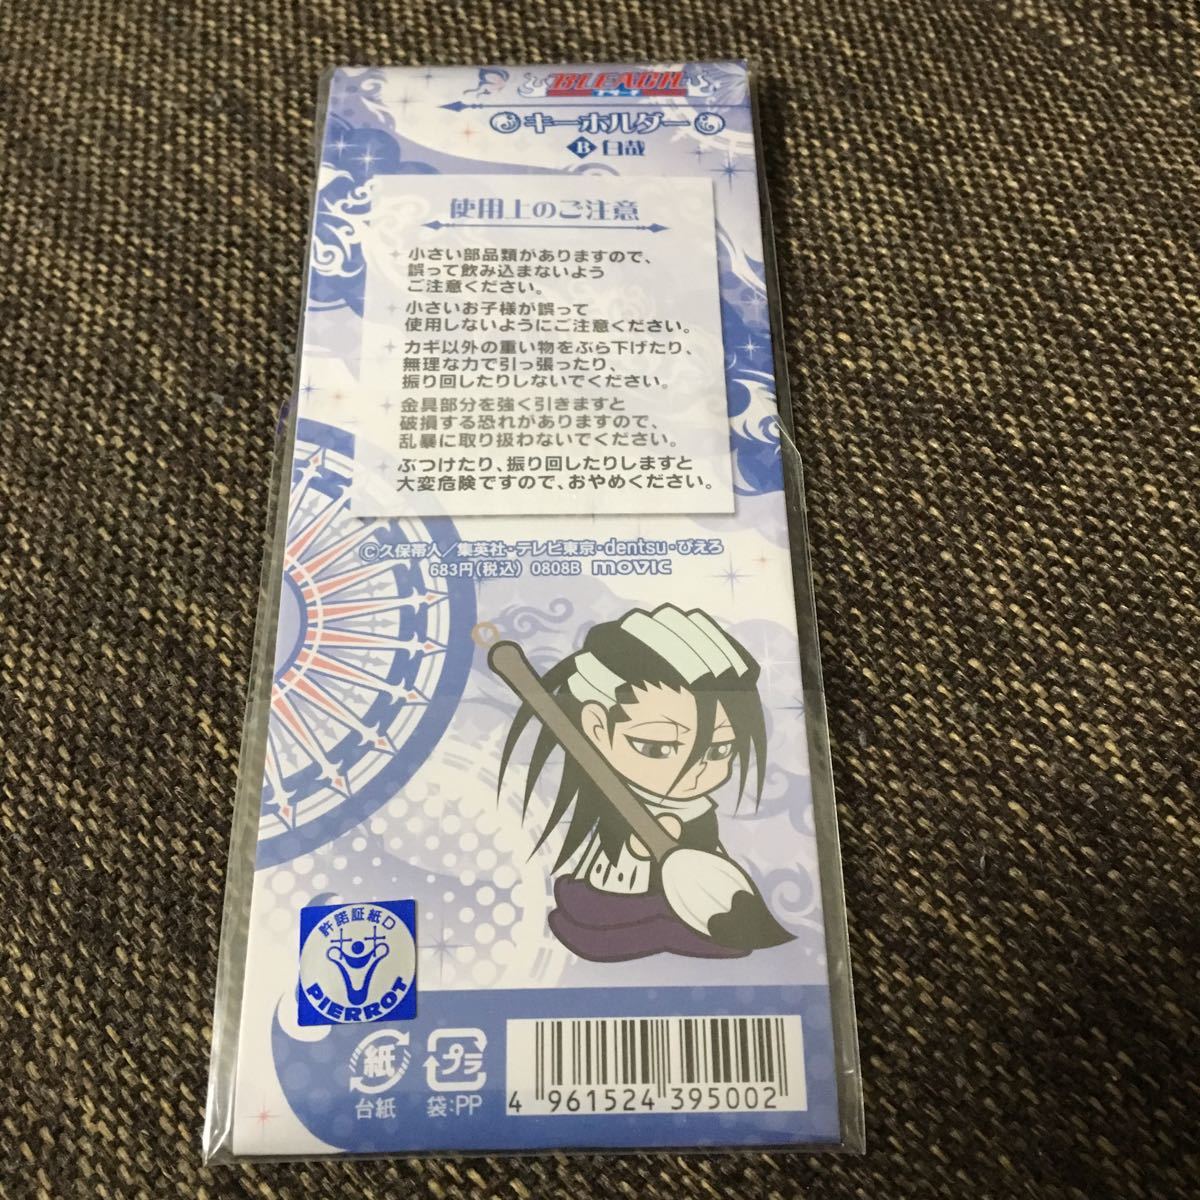 BLEACH
ブリーチ
キーホルダー
B 白哉
使用上のご注意
小さい部品類がありますので、
誤って飲み込まないよう
ご注意ください。
小さいお子様が誤って
使用しないようにご注意ください。
カギ以外の重い物をぶら下げたり、
無理な力で引っ張ったり、
振り回したりしないでください。
金具部分を強く引きますと
破損する恐れがありますので、
乱暴に取り扱わないでください。
ぶつけたり、振り回したりしますと
大変危険ですので、おやめください。
©久保帯人／集英社・テレビ東京・dentsu・ぴえろ
683円(税込) 0808B movic
許諾証紙D
PIERROT
紙
台紙
プラ
袋:PP
4 961524 395002